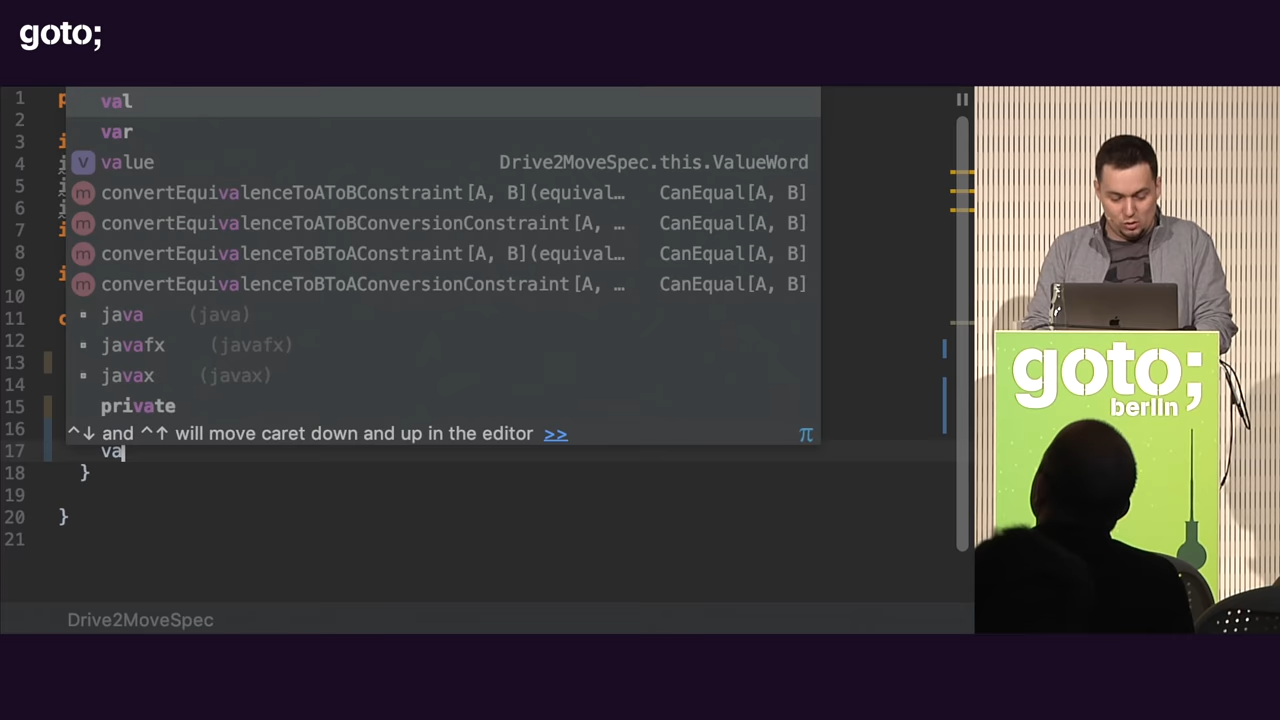 goto;
1 p
2
3 i
4 i
5 i
6 i
7 i
8
9 i
10
11 c
12
13
14
15
16
17 va
18 }
19
20 }
21
val
var
V value Drive2MoveSpec.this.ValueWord
m convertEquivalenceToAToBConstraint[A, B](equival… CanEqual[A, B]
m convertEquivalenceToAToBConversionConstraint[A, … CanEqual[A, B]
m convertEquivalenceToBToAConstraint[A, B](equival… CanEqual[A, B]
m convertEquivalenceToBToAConversionConstraint[A, … CanEqual[A, B]
java (java)
javafx (javafx)
javax (javax)
private
^↓ and ^↑ will move caret down and up in the editor >> π
Drive2MoveSpec
goto;
berlin